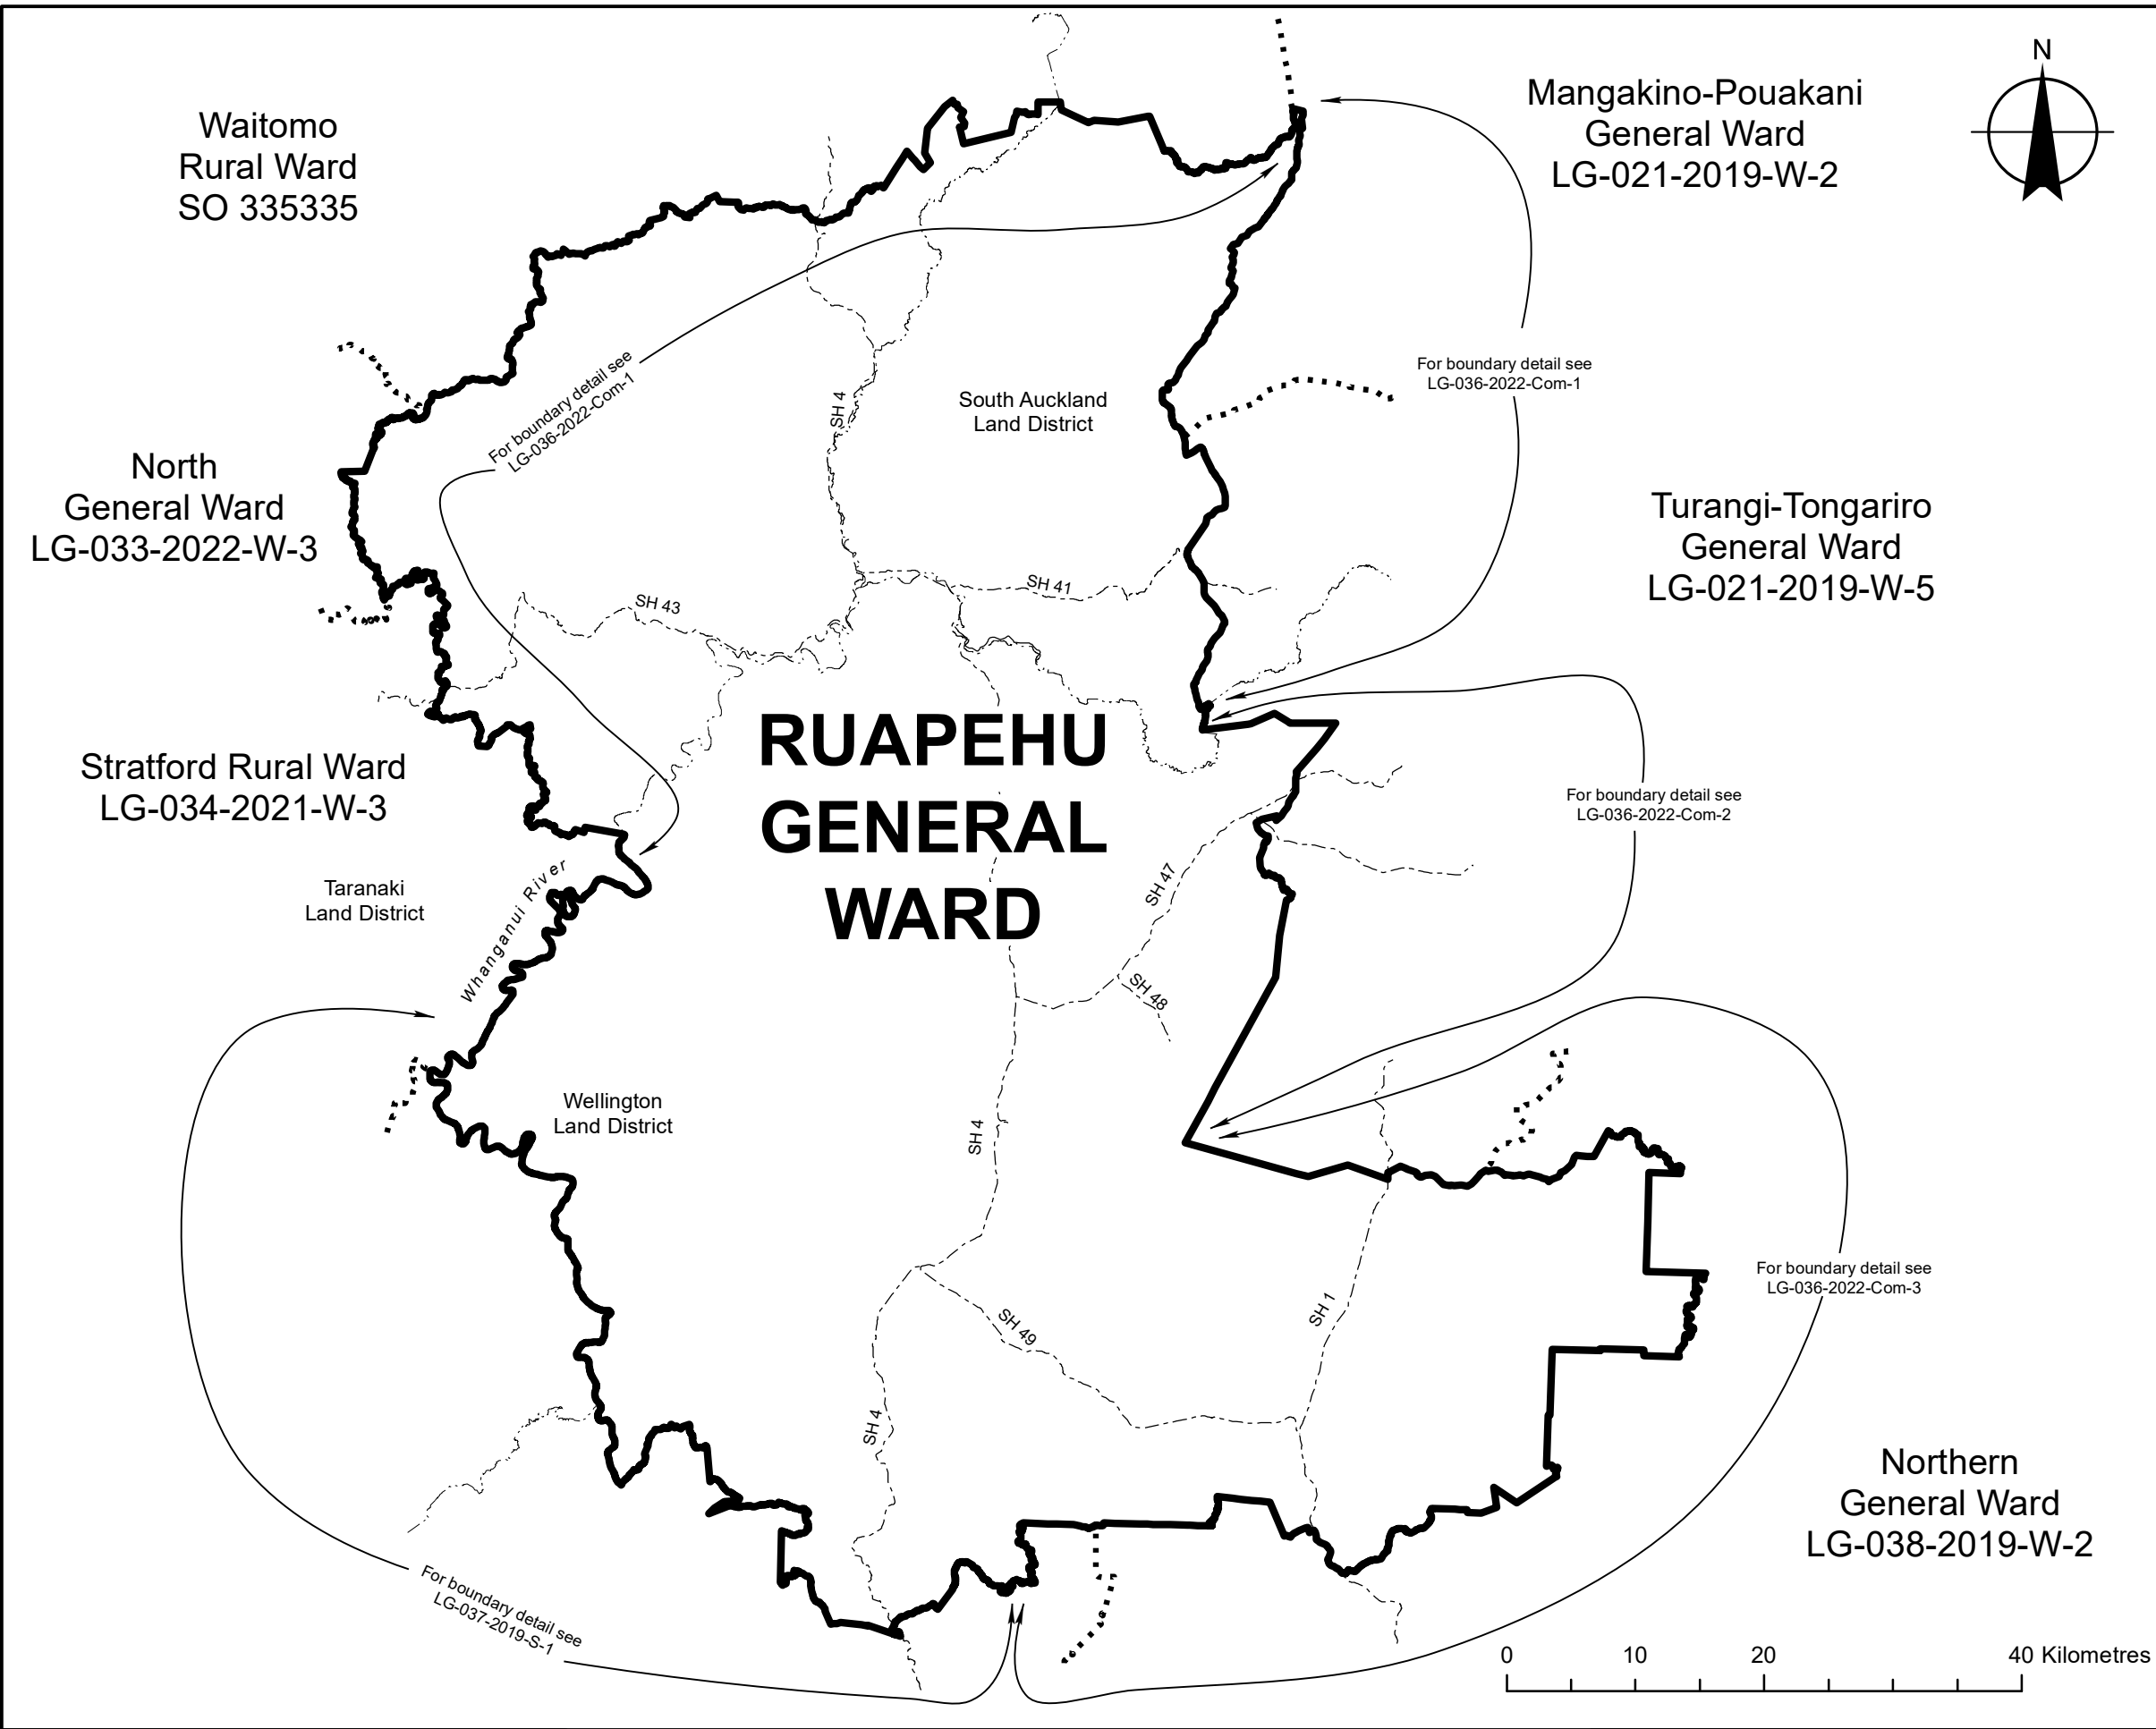 N
Waitomo
Rural Ward
SO 335335
Mangakino-Pouakani
General Ward
LG-021-2019-W-2
For boundary detail see
LG-036-2022-Com-1
For boundary detail see
LG-036-2022-Com-1
SH 4
South Auckland
Land District
North
General Ward
LG-033-2022-W-3
Turangi-Tongariro
General Ward
LG-021-2019-W-5
SH 41
SH 43
RUAPEHU
GENERAL
WARD
Stratford Rural Ward
LG-034-2021-W-3
For boundary detail see
LG-036-2022-Com-2
Taranaki
Land District
Whanganui River
SH 47
SH 48
Wellington
Land District
SH 4
For boundary detail see
LG-036-2022-Com-3
SH 49
SH 1
SH 4
Northern
General Ward
LG-038-2019-W-2
For boundary detail see
LG-037-2019-S-1
0 10 20 40 Kilometres